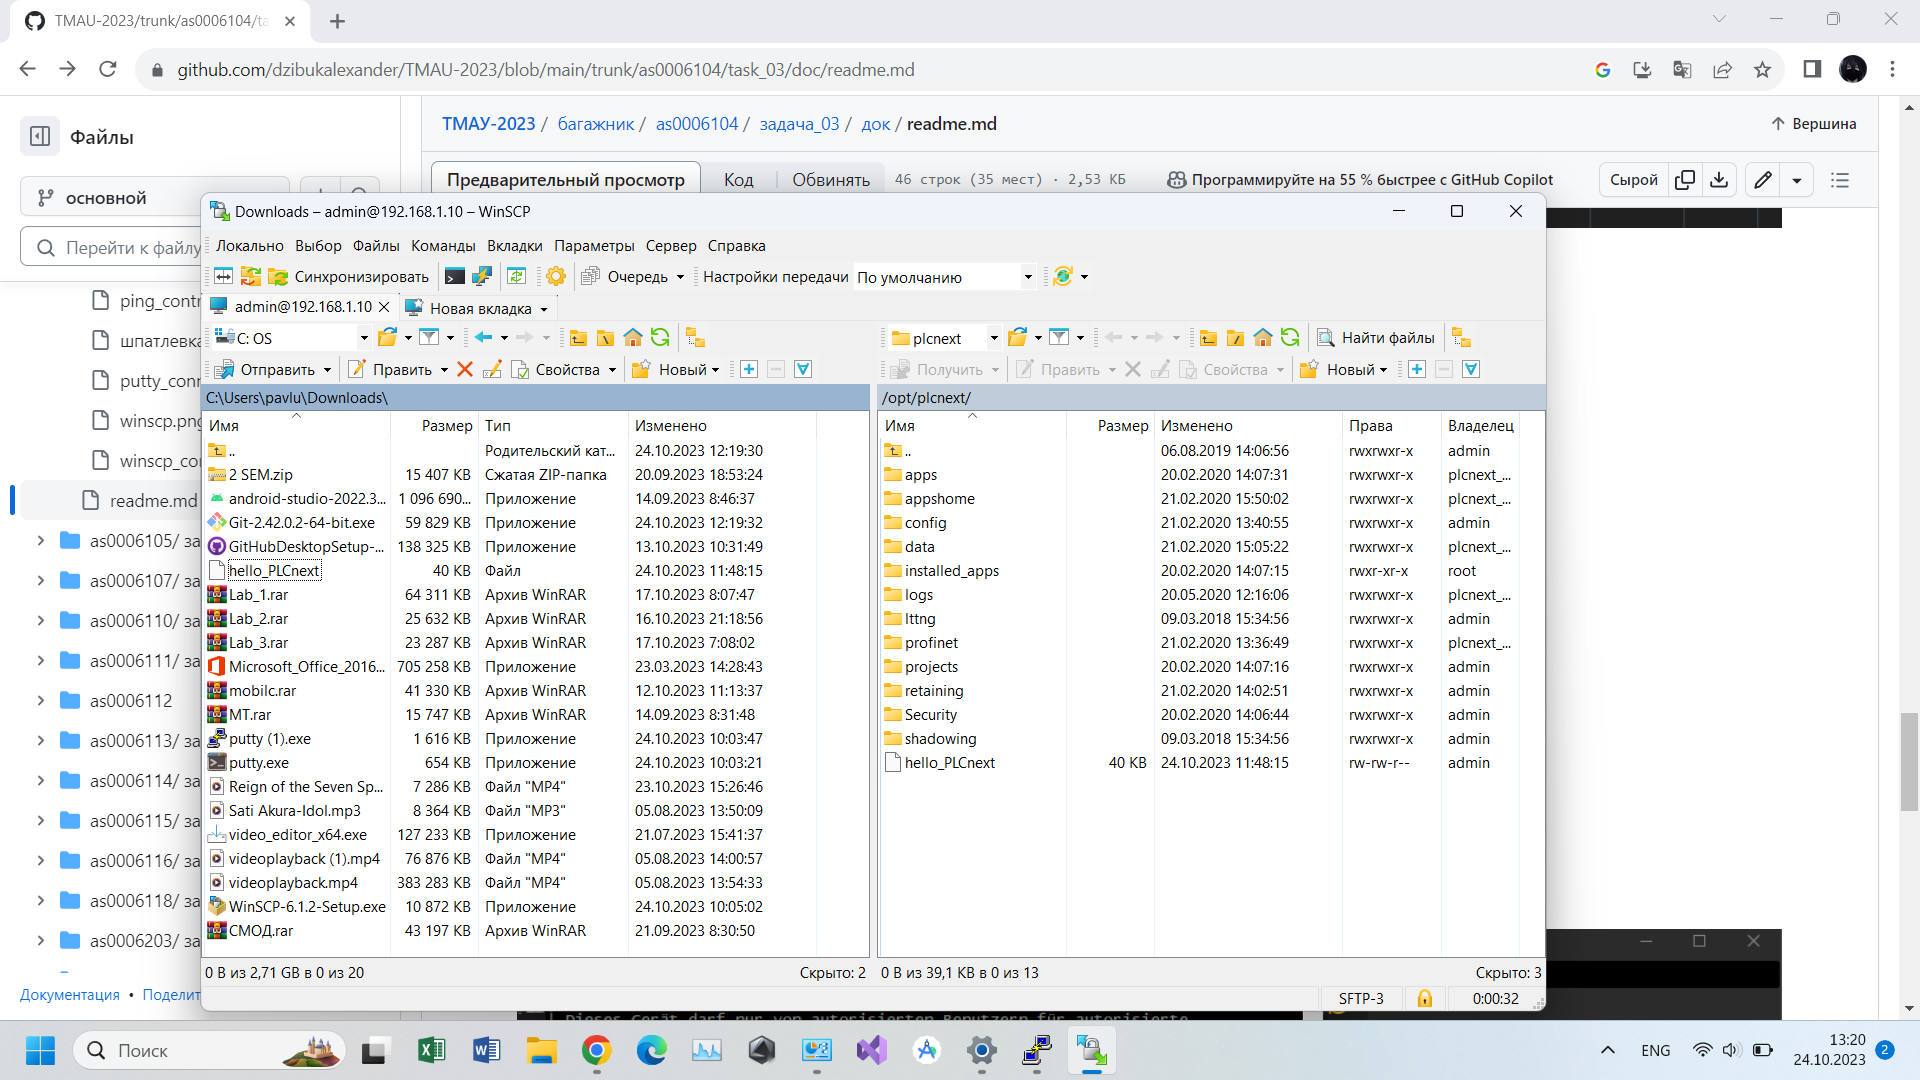 TMAU-2023/trunk/as0006104/ta
github.com/dzibukalexander/TMAU-2023/blob/main/trunk/as0006104/task_03/doc/readme.md
Файлы
ТМАУ-2023 / багажник / as0006104 / задача_03 / док / readme.md
Вершина
основной
Предварительный просмотр
Код
Обвинять
46 строк (35 мест) · 2,53 КБ
Программируйте на 55 % быстрее с GitHub Copilot
Сырой
Перейти к файлу
ping_cont
шпатлевка
putty_con
winscp.png
winscp_co
readme.md
as0006105/ за
as0006107/ за
as0006110/ за
as0006111/ за
as0006112
as0006113/ за
as0006114/ за
as0006115/ за
as0006116/ за
as0006118/ за
as0006203/ за
Документация • Поделит
Downloads – admin@192.168.1.10 – WinSCP
Локально Выбор Файлы Команды Вкладки Параметры Сервер Справка
Синхронизировать
Очередь
Настройки передачи По умолчанию
admin@192.168.1.10
Новая вкладка
C: OS
plcnext
Найти файлы
Отправить Править Свойства Новый
Получить Править Свойства Новый
C:\Users\pavlu\Downloads\
Имя Размер Тип Изменено
.. Родительский кат... 24.10.2023 12:19:30
2 SEM.zip 15 407 KB Сжатая ZIP-папка 20.09.2023 18:53:24
android-studio-2022.3... 1 096 690... Приложение 14.09.2023 8:46:37
Git-2.42.0.2-64-bit.exe 59 829 KB Приложение 24.10.2023 12:19:32
GitHubDesktopSetup-... 138 325 KB Приложение 13.10.2023 10:31:49
hello_PLCnext 40 KB Файл 24.10.2023 11:48:15
Lab_1.rar 64 311 KB Архив WinRAR 17.10.2023 8:07:47
Lab_2.rar 25 632 KB Архив WinRAR 16.10.2023 21:18:56
Lab_3.rar 23 287 KB Архив WinRAR 17.10.2023 7:08:02
Microsoft_Office_2016... 705 258 KB Приложение 23.03.2023 14:28:43
mobilc.rar 41 330 KB Архив WinRAR 12.10.2023 11:13:37
MT.rar 15 747 KB Архив WinRAR 14.09.2023 8:31:48
putty (1).exe 1 616 KB Приложение 24.10.2023 10:03:47
putty.exe 654 KB Приложение 24.10.2023 10:03:21
Reign of the Seven Sp... 7 286 KB Файл "MP4" 23.10.2023 15:26:46
Sati Akura-Idol.mp3 8 364 KB Файл "MP3" 05.08.2023 13:50:09
video_editor_x64.exe 127 233 KB Приложение 21.07.2023 15:41:37
videoplayback (1).mp4 76 876 KB Файл "MP4" 05.08.2023 14:00:57
videoplayback.mp4 383 283 KB Файл "MP4" 05.08.2023 13:54:33
WinSCP-6.1.2-Setup.exe 10 872 KB Приложение 24.10.2023 10:05:02
СМОД.rar 43 197 KB Архив WinRAR 21.09.2023 8:30:50
0 B из 2,71 GB в 0 из 20
Скрыто: 2
/opt/plcnext/
Имя Размер Изменено Права Владелец
.. 06.08.2019 14:06:56 rwxrwxr-x admin
apps 20.02.2020 14:07:31 rwxrwxr-x plcnext_...
appshome 21.02.2020 15:50:02 rwxrwxr-x plcnext_...
config 21.02.2020 13:40:55 rwxrwxr-x admin
data 21.02.2020 15:05:22 rwxrwxr-x plcnext_...
installed_apps 20.02.2020 14:07:15 rwxr-xr-x root
logs 20.05.2020 12:16:06 rwxrwxr-x plcnext_...
lttng 09.03.2018 15:34:56 rwxrwxr-x admin
profinet 21.02.2020 13:36:49 rwxrwxr-x plcnext_...
projects 20.02.2020 14:07:16 rwxrwxr-x admin
retaining 21.02.2020 14:02:51 rwxrwxr-x admin
Security 20.02.2020 14:06:44 rwxrwxr-x admin
shadowing 09.03.2018 15:34:56 rwxrwxr-x admin
hello_PLCnext 40 KB 24.10.2023 11:48:15 rw-rw-r-- admin
0 B из 39,1 KB в 0 из 13
Скрыто: 3
SFTP-3
0:00:32
Dieses Gerät darf nur von autorisierten Benutzern für autorisierte
Поиск
ENG
13:20
24.10.2023
2